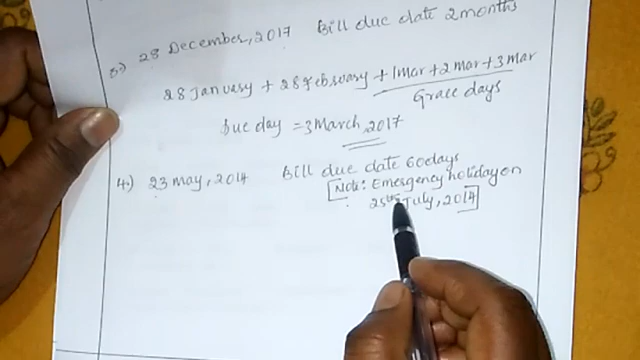 3.) 28 December, 2017 Bill due date 2months
28 January + 28 February + 1Mar + 2 Mar + 3 Mar
Grace days
Due day = 3 March, 2017
4.) 23 may, 2014 Bill due date 60days
Note: Emergency holiday on
25th July, 2014